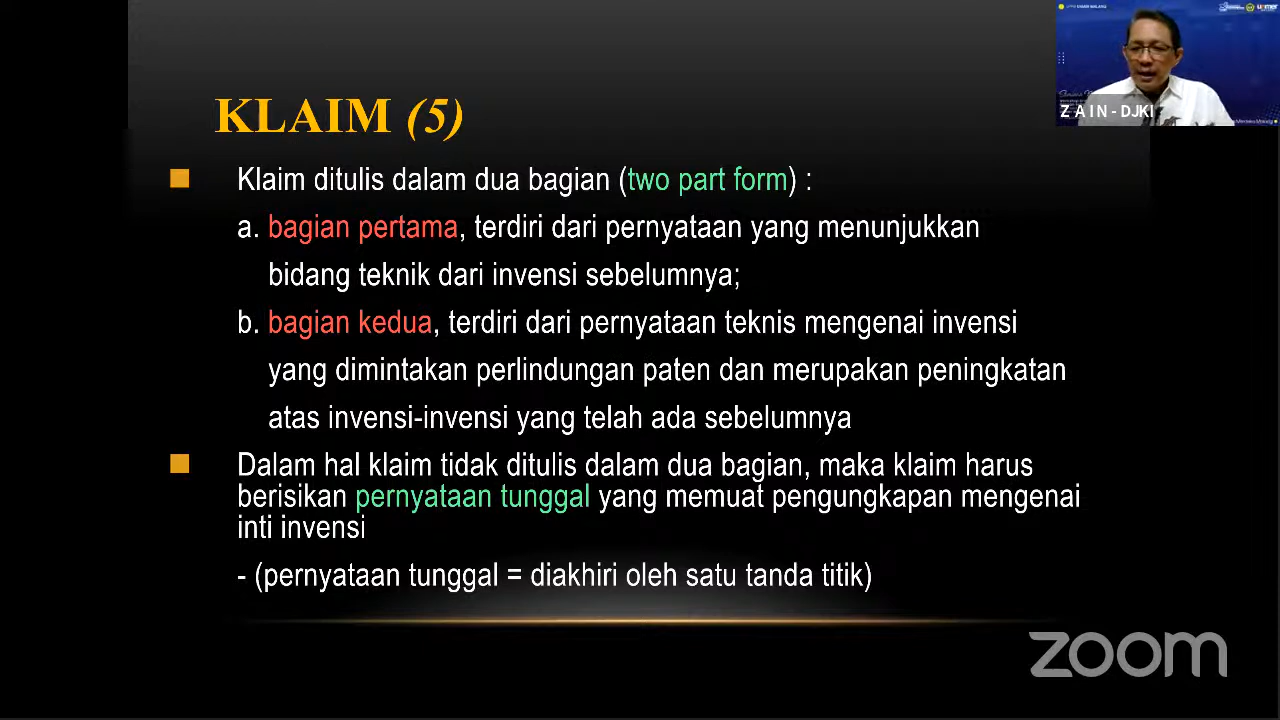 KLAIM (5)
Klaim ditulis dalam dua bagian (two part form) :
a. bagian pertama, terdiri dari pernyataan yang menunjukkan
bidang teknik dari invensi sebelumnya;
b. bagian kedua, terdiri dari pernyataan teknis mengenai invensi
yang dimintakan perlindungan paten dan merupakan peningkatan
atas invensi-invensi yang telah ada sebelumnya
Dalam hal klaim tidak ditulis dalam dua bagian, maka klaim harus
berisikan pernyataan tunggal yang memuat pengungkapan mengenai
inti invensi
- (pernyataan tunggal = diakhiri oleh satu tanda titik)
Z A I N - DJKI
zoom